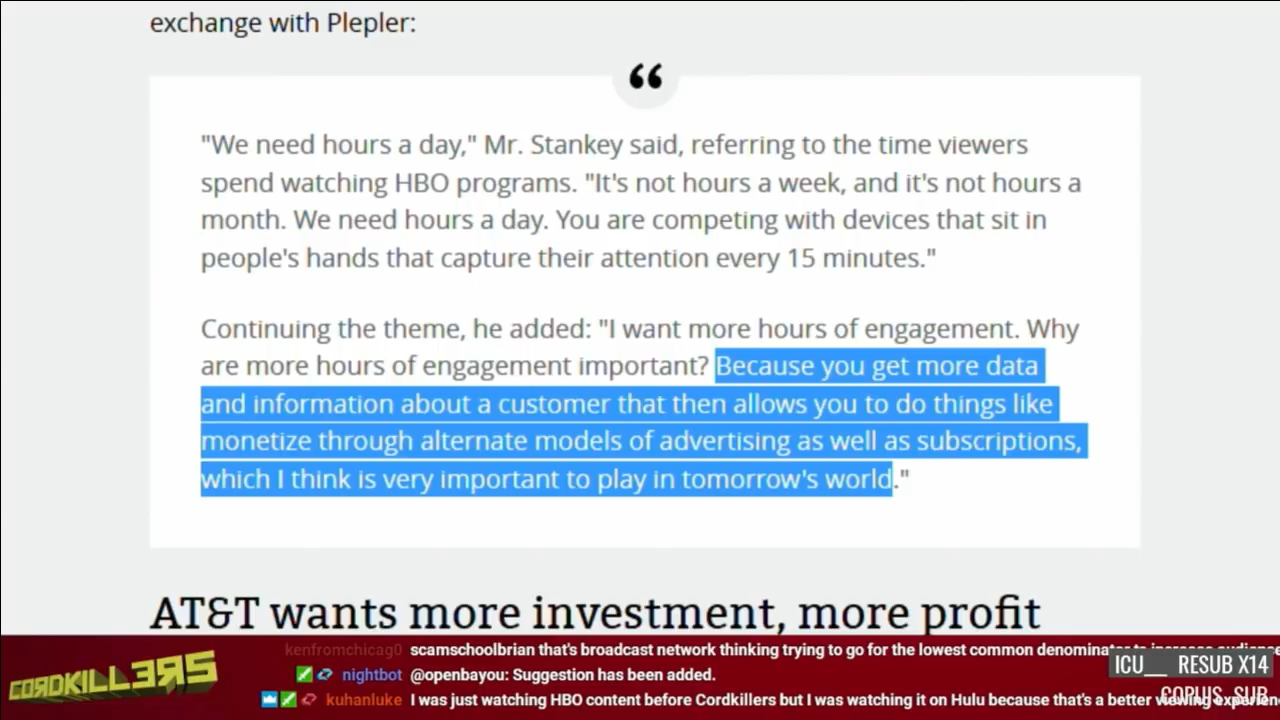 exchange with Plepler:
“
"We need hours a day," Mr. Stankey said, referring to the time viewers
spend watching HBO programs. "It's not hours a week, and it's not hours a
month. We need hours a day. You are competing with devices that sit in
people's hands that capture their attention every 15 minutes."
Continuing the theme, he added: "I want more hours of engagement. Why
are more hours of engagement important? Because you get more data
and information about a customer that then allows you to do things like
monetize through alternate models of advertising as well as subscriptions,
which I think is very important to play in tomorrow's world."
AT&T wants more investment, more profit
CORDKILLERS
kenfromchicag0 scamschoolbrian that's broadcast network thinking trying to go for the lowest common denominator to increase audience
nightbot @openbayou: Suggestion has been added.
kuhanluke I was just watching HBO content before Cordkillers but I was watching it on Hulu because that's a better viewing
ICU__ RESUB X14